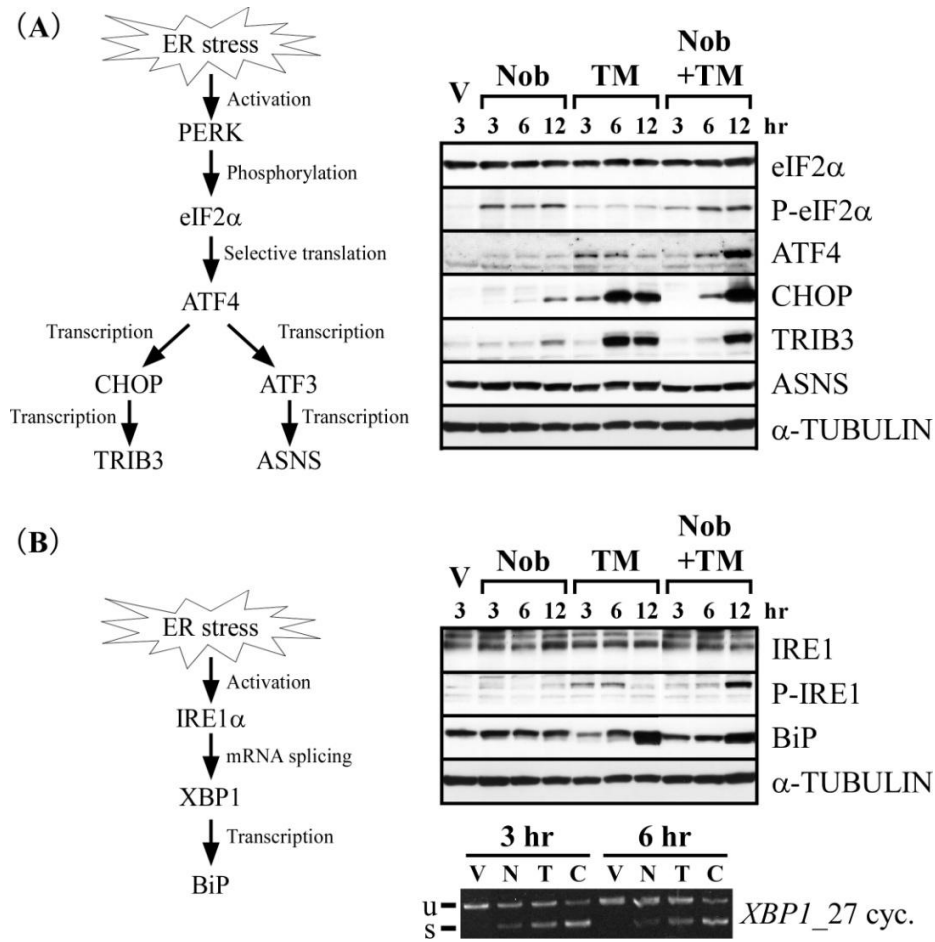 (A)
ER stress
Activation
PERK
Phosphorylation
eIF2α
Selective translation
ATF4
Transcription Transcription
CHOP ATF3
Transcription Transcription
TRIB3 ASNS
Nob
V Nob TM +TM
3 3 6 12 3 6 12 3 6 12 hr
eIF2α
P-eIF2α
ATF4
CHOP
TRIB3
ASNS
α-TUBULIN
(B)
ER stress
Activation
IRE1α
mRNA splicing
XBP1
Transcription
BiP
Nob
V Nob TM +TM
3 3 6 12 3 6 12 3 6 12 hr
IRE1
P-IRE1
BiP
α-TUBULIN
3 hr 6 hr
V N T C V N T C
u
s
XBP1_27 cyc.